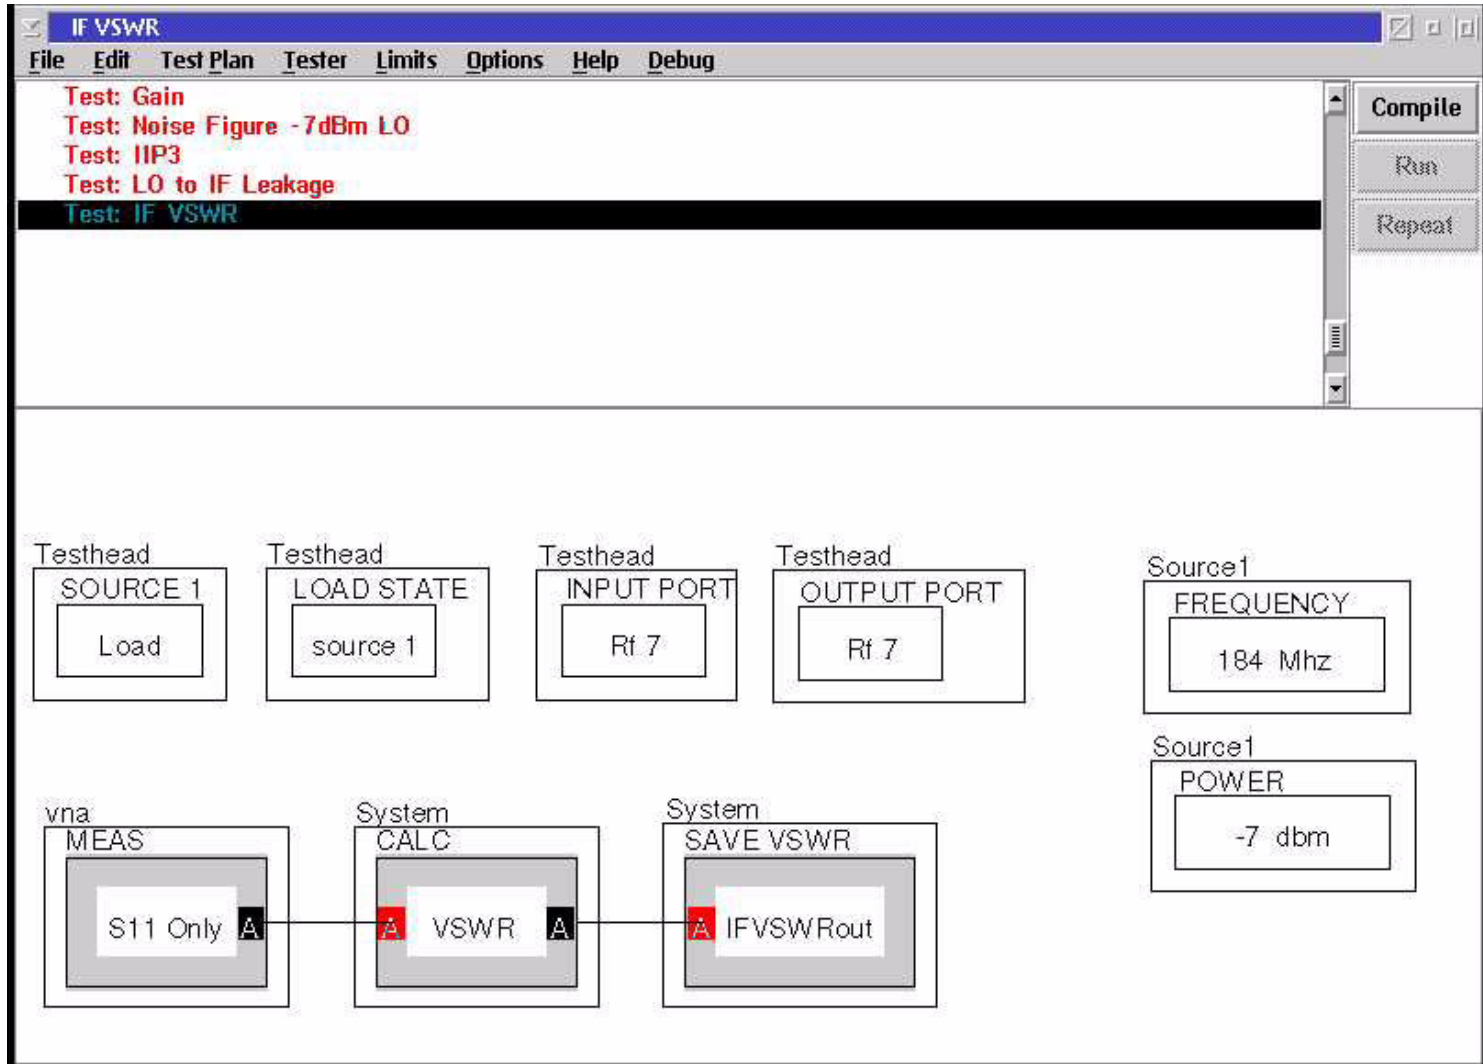 IF VSWR
File Edit Test Plan Tester Limits Options Help Debug
Test: Gain
Test: Noise Figure -7dBm LO
Test: IIP3
Test: LO to IF Leakage
Test: IF VSWR
Compile
Run
Repeat
Testhead
SOURCE 1
Load
Testhead
LOAD STATE
source 1
Testhead
INPUT PORT
Rf 7
Testhead
OUTPUT PORT
Rf 7
Source1
FREQUENCY
184 Mhz
Source1
POWER
-7 dbm
vna
MEAS
S11 Only A
System
CALC
A VSWR A
System
SAVE VSWR
A IFVSWRout